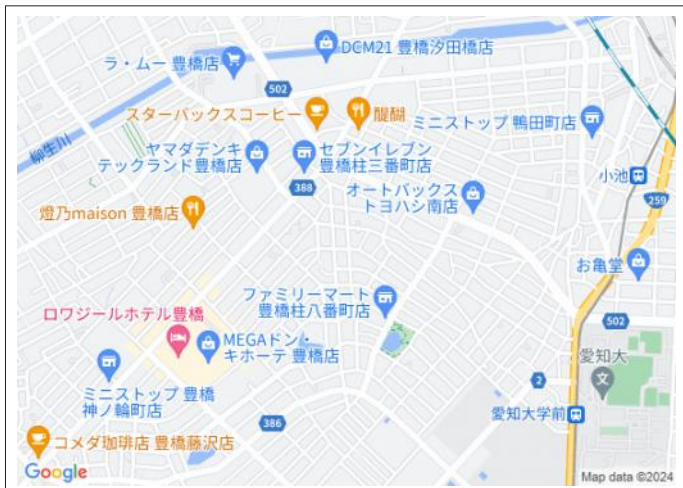 DCM21 豊橋汐田橋店
ラ・ムー 豊橋店
502
スターバックスコーヒー
醍醐
ミニストップ 鴨田町店
柳生川
ヤマダデンキ
テックランド豊橋店
セブンイレブン
豊橋柱三番町店
388
小池
オートバックス
トヨハシ南店
259
燈乃maison 豊橋店
お亀堂
ファミリーマート
豊橋柱八番町店
ロワジールホテル豊橋
502
MEGAドン・
キホーテ 豊橋店
愛知大
ミニストップ 豊橋
神ノ輪町店
2
愛知大学前
386
コメダ珈琲店 豊橋藤沢店
Google
Map data ©2024